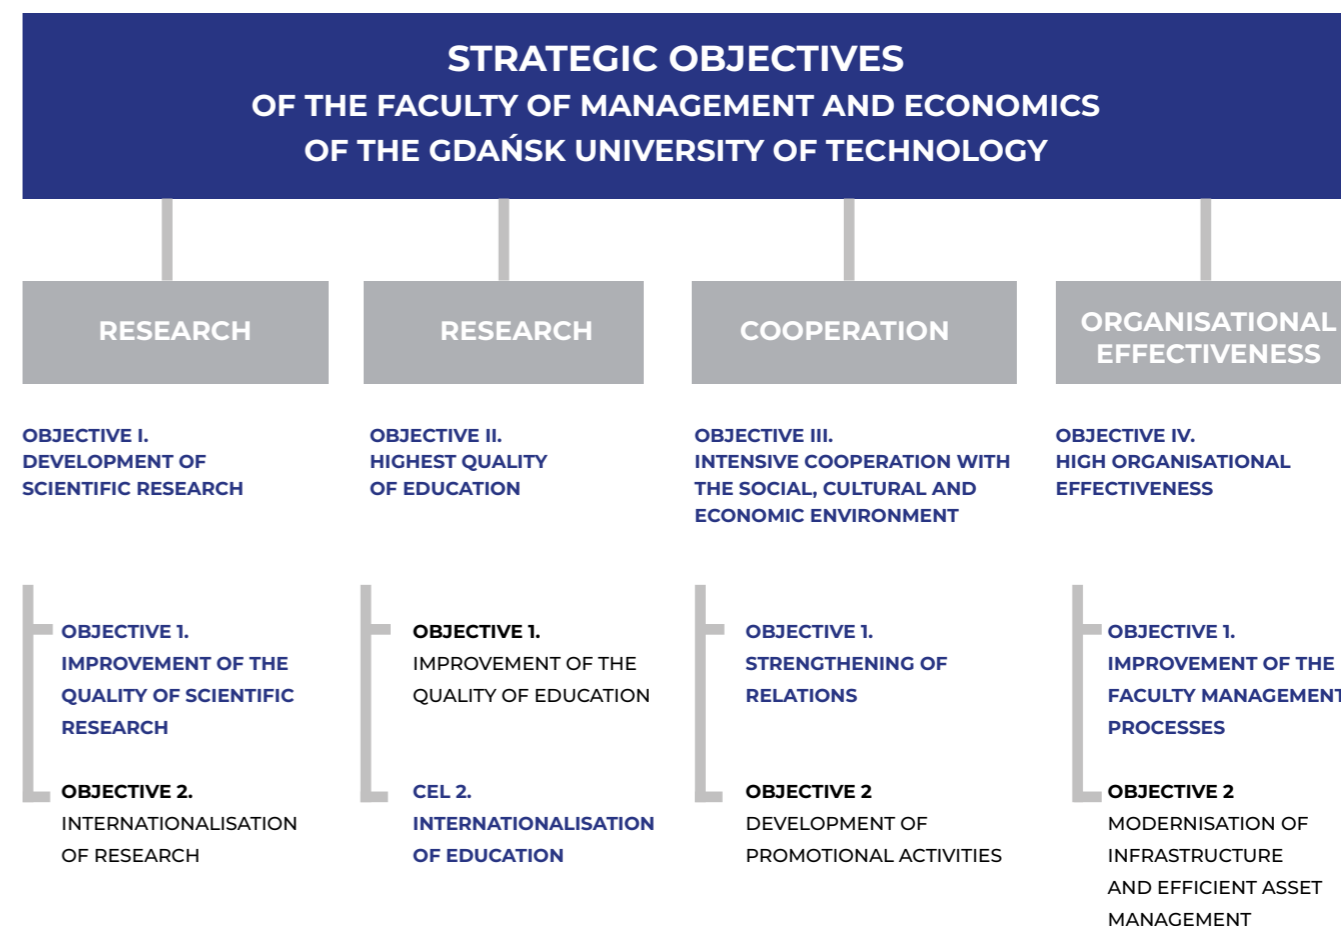 STRATEGIC OBJECTIVES
OF THE FACULTY OF MANAGEMENT AND ECONOMICS
OF THE GDAŃSK UNIVERSITY OF TECHNOLOGY
RESEARCH
OBJECTIVE I.
DEVELOPMENT OF
SCIENTIFIC RESEARCH
OBJECTIVE 1.
IMPROVEMENT OF THE
QUALITY OF SCIENTIFIC
RESEARCH
OBJECTIVE 2.
INTERNATIONALISATION
OF RESEARCH
RESEARCH
OBJECTIVE II.
HIGHEST QUALITY
OF EDUCATION
OBJECTIVE 1.
IMPROVEMENT OF THE
QUALITY OF EDUCATION
CEL 2.
INTERNATIONALISATION
OF EDUCATION
COOPERATION
OBJECTIVE III.
INTENSIVE COOPERATION WITH
THE SOCIAL, CULTURAL AND
ECONOMIC ENVIRONMENT
OBJECTIVE 1.
STRENGTHENING OF
RELATIONS
OBJECTIVE 2
DEVELOPMENT OF
PROMOTIONAL ACTIVITIES
ORGANISATIONAL
EFFECTIVENESS
OBJECTIVE IV.
HIGH ORGANISATIONAL
EFFECTIVENESS
OBJECTIVE 1.
IMPROVEMENT OF THE
FACULTY MANAGEMENT
PROCESSES
OBJECTIVE 2
MODERNISATION OF
INFRASTRUCTURE
AND EFFICIENT ASSET
MANAGEMENT